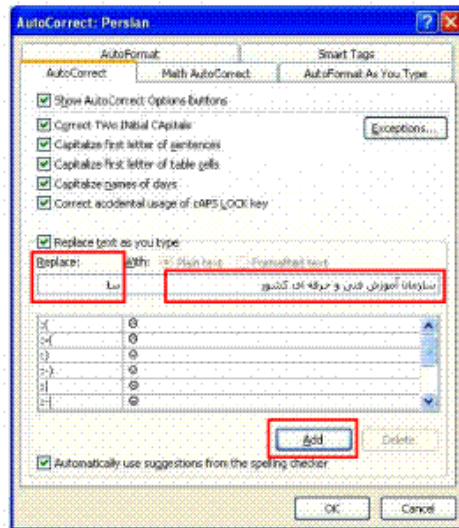 AutoCorrect: Persian
AutoFormat Smart Tags
AutoCorrect Math AutoCorrect AutoFormat As You Type
Show AutoCorrect Options buttons
Correct TWo INitial CApitals
Exceptions...
Capitalize first letter of sentences
Capitalize first letter of table cells
Capitalize names of days
Correct accidental usage of cAPS LOCK key
Replace text as you type
Replace: With: Plain text Formatted text
سا سازمان آموزش فنی و حرفه ای کشور
:( ☹
:-( ☹
:) ☺
:-) ☺
:| 😐
:-| 😐
Add Delete
Automatically use suggestions from the spelling checker
OK Cancel